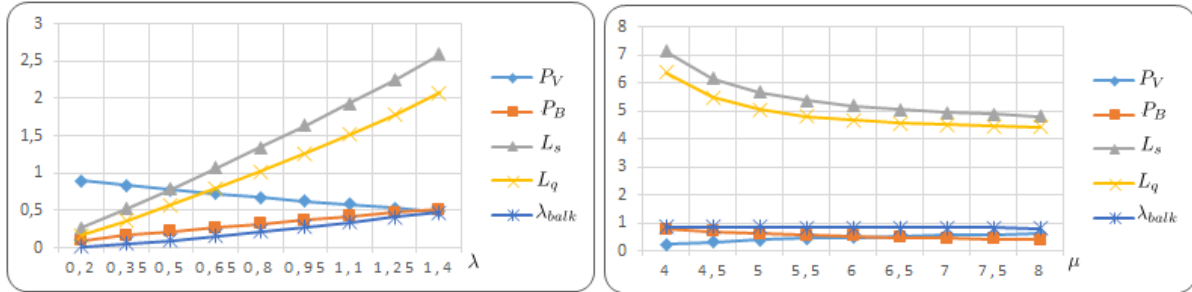 3
2,5
2
1,5
1
0,5
0
0,2 0,35 0,5 0,65 0,8 0,95 1,1 1,25 1,4 λ
P_V
P_B
L_s
L_q
λ_balk
8
7
6
5
4
3
2
1
0
4 4,5 5 5,5 6 6,5 7 7,5 8 μ
P_V
P_B
L_s
L_q
λ_balk